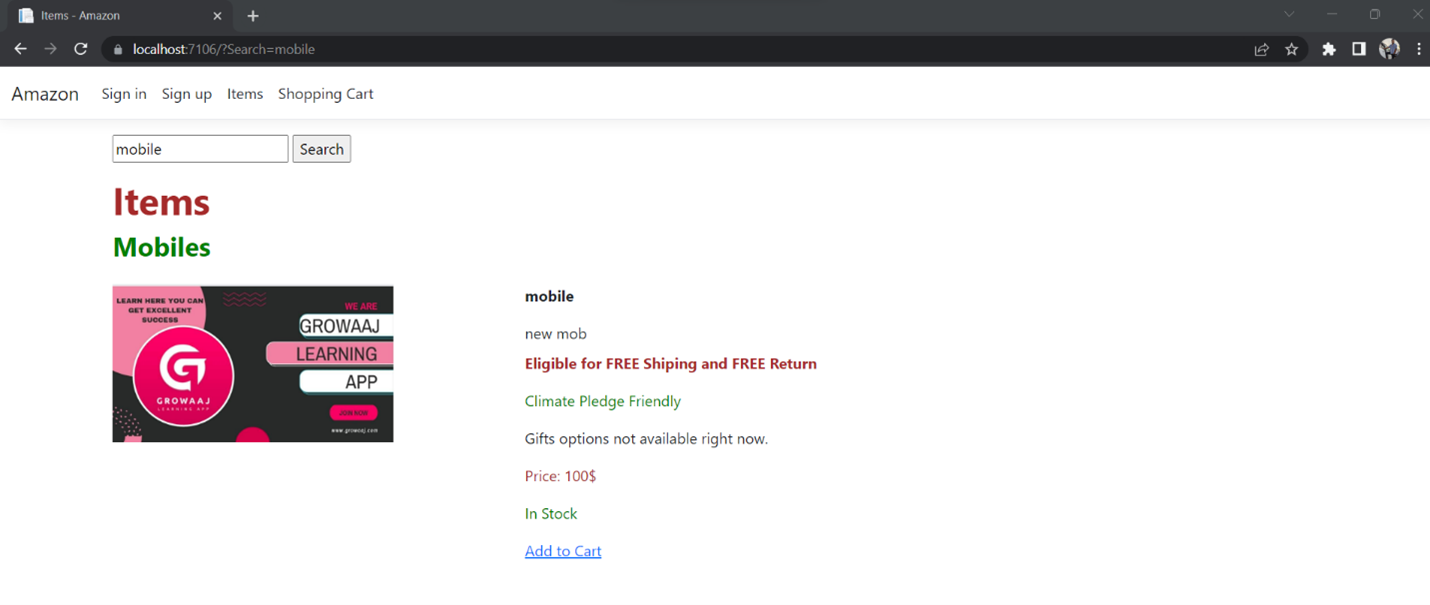 Items - Amazon
localhost:7106/?Search=mobile
Amazon Sign in Sign up Items Shopping Cart
mobile Search
Items
Mobiles
LEARN HERE YOU CAN
GET EXCELLENT
SUCCESS
GROWAAJ
LEARNING APP
WE ARE
GROWAAJ
LEARNING
APP
JOIN NOW
www.growaaj.com
mobile
new mob
Eligible for FREE Shiping and FREE Return
Climate Pledge Friendly
Gifts options not available right now.
Price: 100$
In Stock
Add to Cart